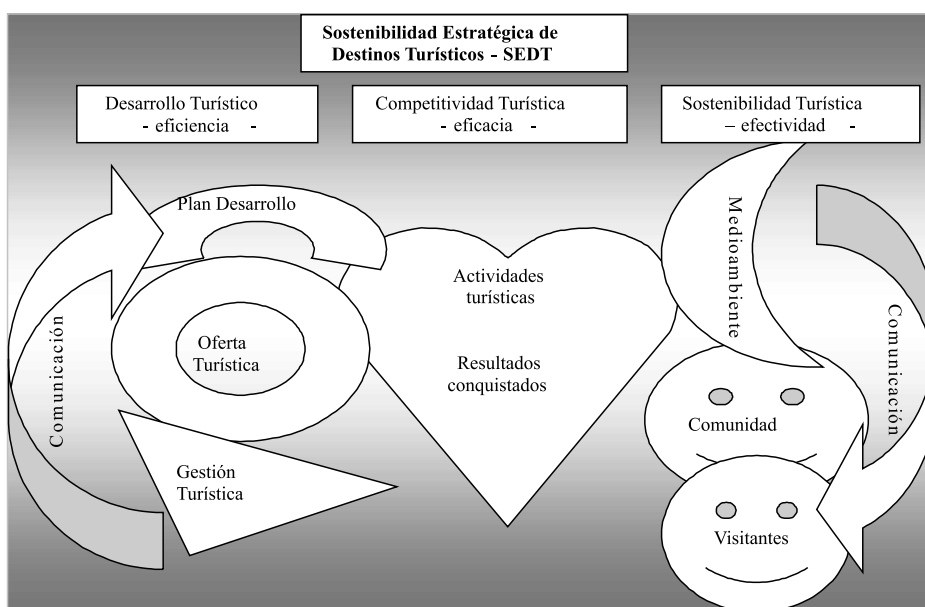 Sostenibilidad Estratégica de
Destinos Turísticos - SEDT
Desarrollo Turístico
- eficiencia -
Competitividad Turística
- eficacia -
Sostenibilidad Turística
– efectividad -
Plan Desarrollo
Oferta
Turística
Gestión
Turística
Comunicación
Actividades
turísticas
Resultados
conquistados
Medioambiente
Comunidad
Visitantes
Comunicación